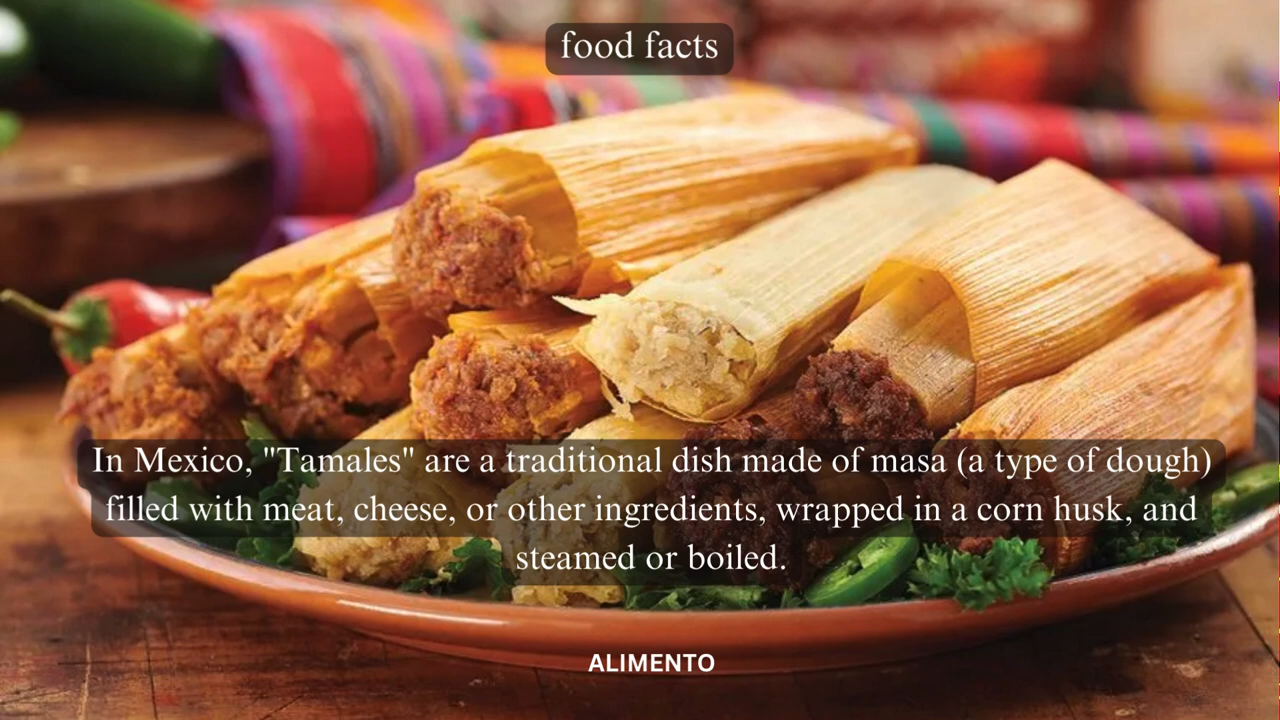 food facts
In Mexico, "Tamales" are a traditional dish made of masa (a type of dough)
filled with meat, cheese, or other ingredients, wrapped in a corn husk, and
steamed or boiled.
ALIMENTO